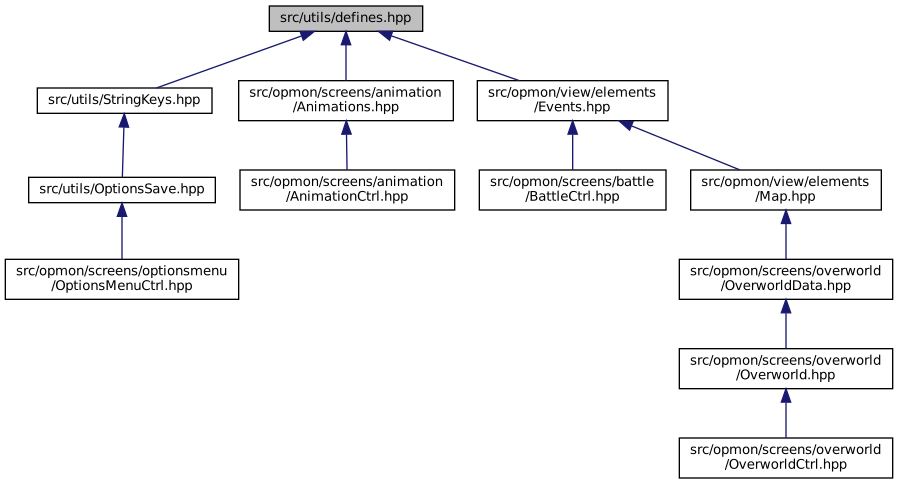 src/utils/defines.hpp
src/utils/StringKeys.hpp
src/opmon/screens/animation
/Animations.hpp
src/opmon/view/elements
/Events.hpp
src/utils/OptionsSave.hpp
src/opmon/screens/animation
/AnimationCtrl.hpp
src/opmon/screens/battle
/BattleCtrl.hpp
src/opmon/view/elements
/Map.hpp
src/opmon/screens/optionsmenu
/OptionsMenuCtrl.hpp
src/opmon/screens/overworld
/OverworldData.hpp
src/opmon/screens/overworld
/Overworld.hpp
src/opmon/screens/overworld
/OverworldCtrl.hpp